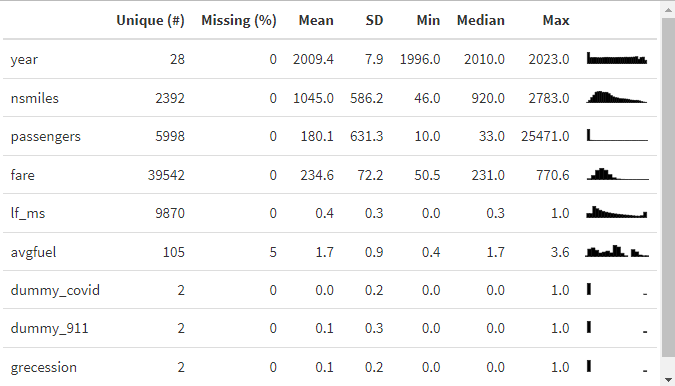 Unique (#) Missing (%) Mean SD Min Median Max
year 28 0 2009.4 7.9 1996.0 2010.0 2023.0
nsmiles 2392 0 1045.0 586.2 46.0 920.0 2783.0
passengers 5998 0 180.1 631.3 10.0 33.0 25471.0
fare 39542 0 234.6 72.2 50.5 231.0 770.6
lf_ms 9870 0 0.4 0.3 0.0 0.3 1.0
avgfuel 105 5 1.7 0.9 0.4 1.7 3.6
dummy_covid 2 0 0.0 0.2 0.0 0.0 1.0
dummy_911 2 0 0.1 0.3 0.0 0.0 1.0
grecession 2 0 0.1 0.2 0.0 0.0 1.0